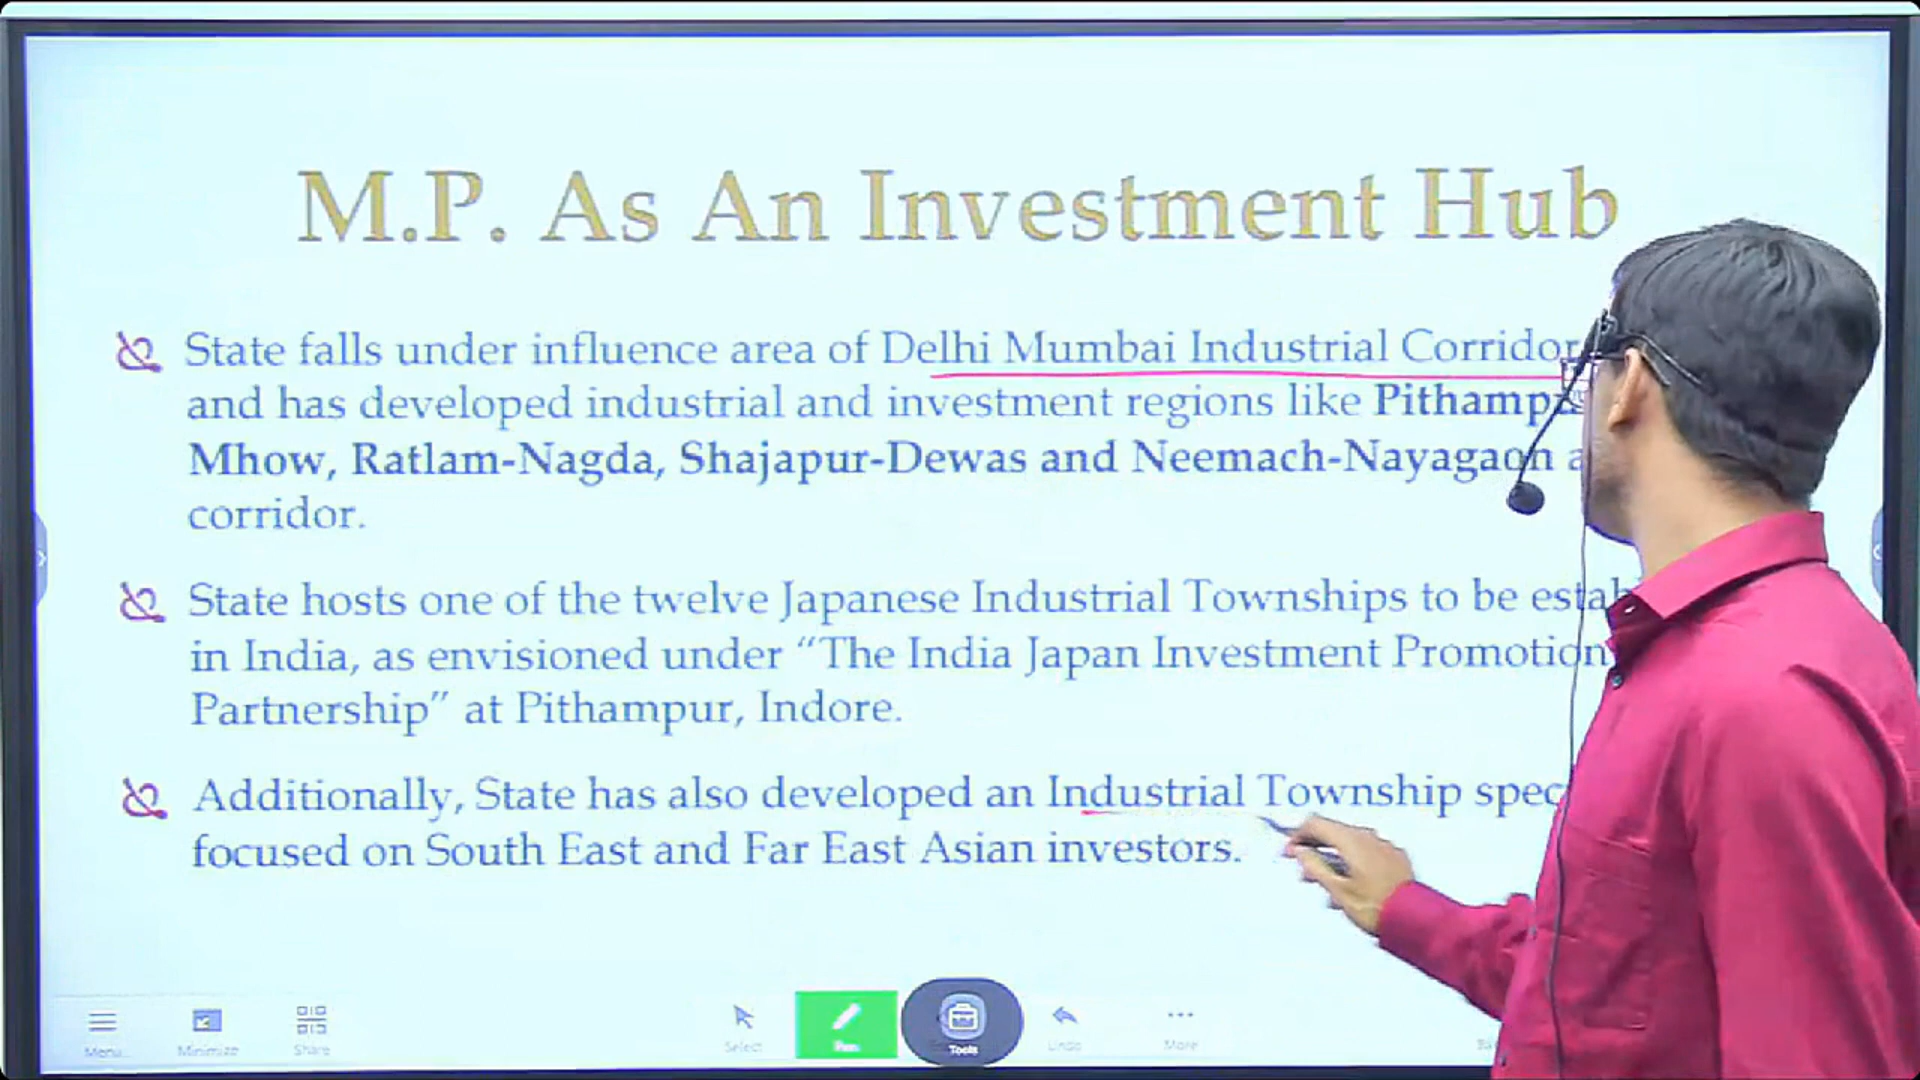 M.P. As An Investment Hub
State falls under influence area of Delhi Mumbai Industrial Corridor
and has developed industrial and investment regions like
Mhow, Ratlam-Nagda, Shajapur-Dewas and Neemach-Nayagaon
corridor.
State hosts one of the twelve Japanese Industrial Townships to be
in India, as envisioned under “The India Japan Investment Promotion
Partnership” at Pithampur, Indore.
Additionally, State has also developed an Industrial Township
focused on South East and Far East Asian investors.
Menu Minimize Share Select Pen Tools Undo More